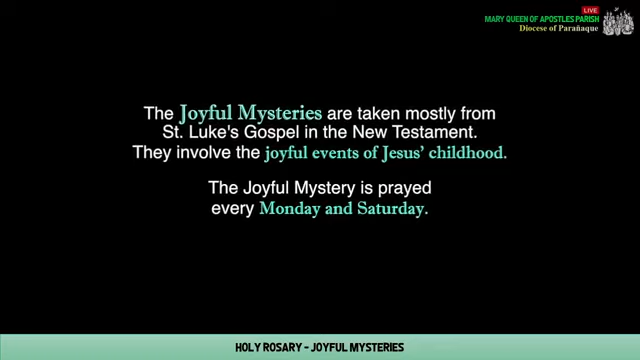 LIVE
MARY QUEEN OF APOSTLES PARISH
Diocese of Parañaque
The Joyful Mysteries are taken mostly from
St. Luke's Gospel in the New Testament.
They involve the joyful events of Jesus' childhood.
The Joyful Mystery is prayed
every Monday and Saturday.
HOLY ROSARY - JOYFUL MYSTERIES